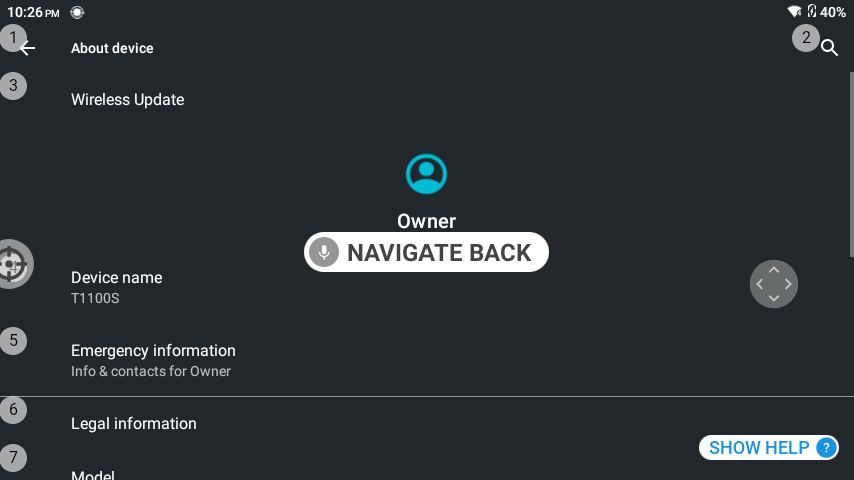 10:26 PM 40%
1 About device 2
3 Wireless Update
Owner
NAVIGATE BACK
Device name
T1100S
5 Emergency information
Info & contacts for Owner
6 Legal information
SHOW HELP ?
7 Model